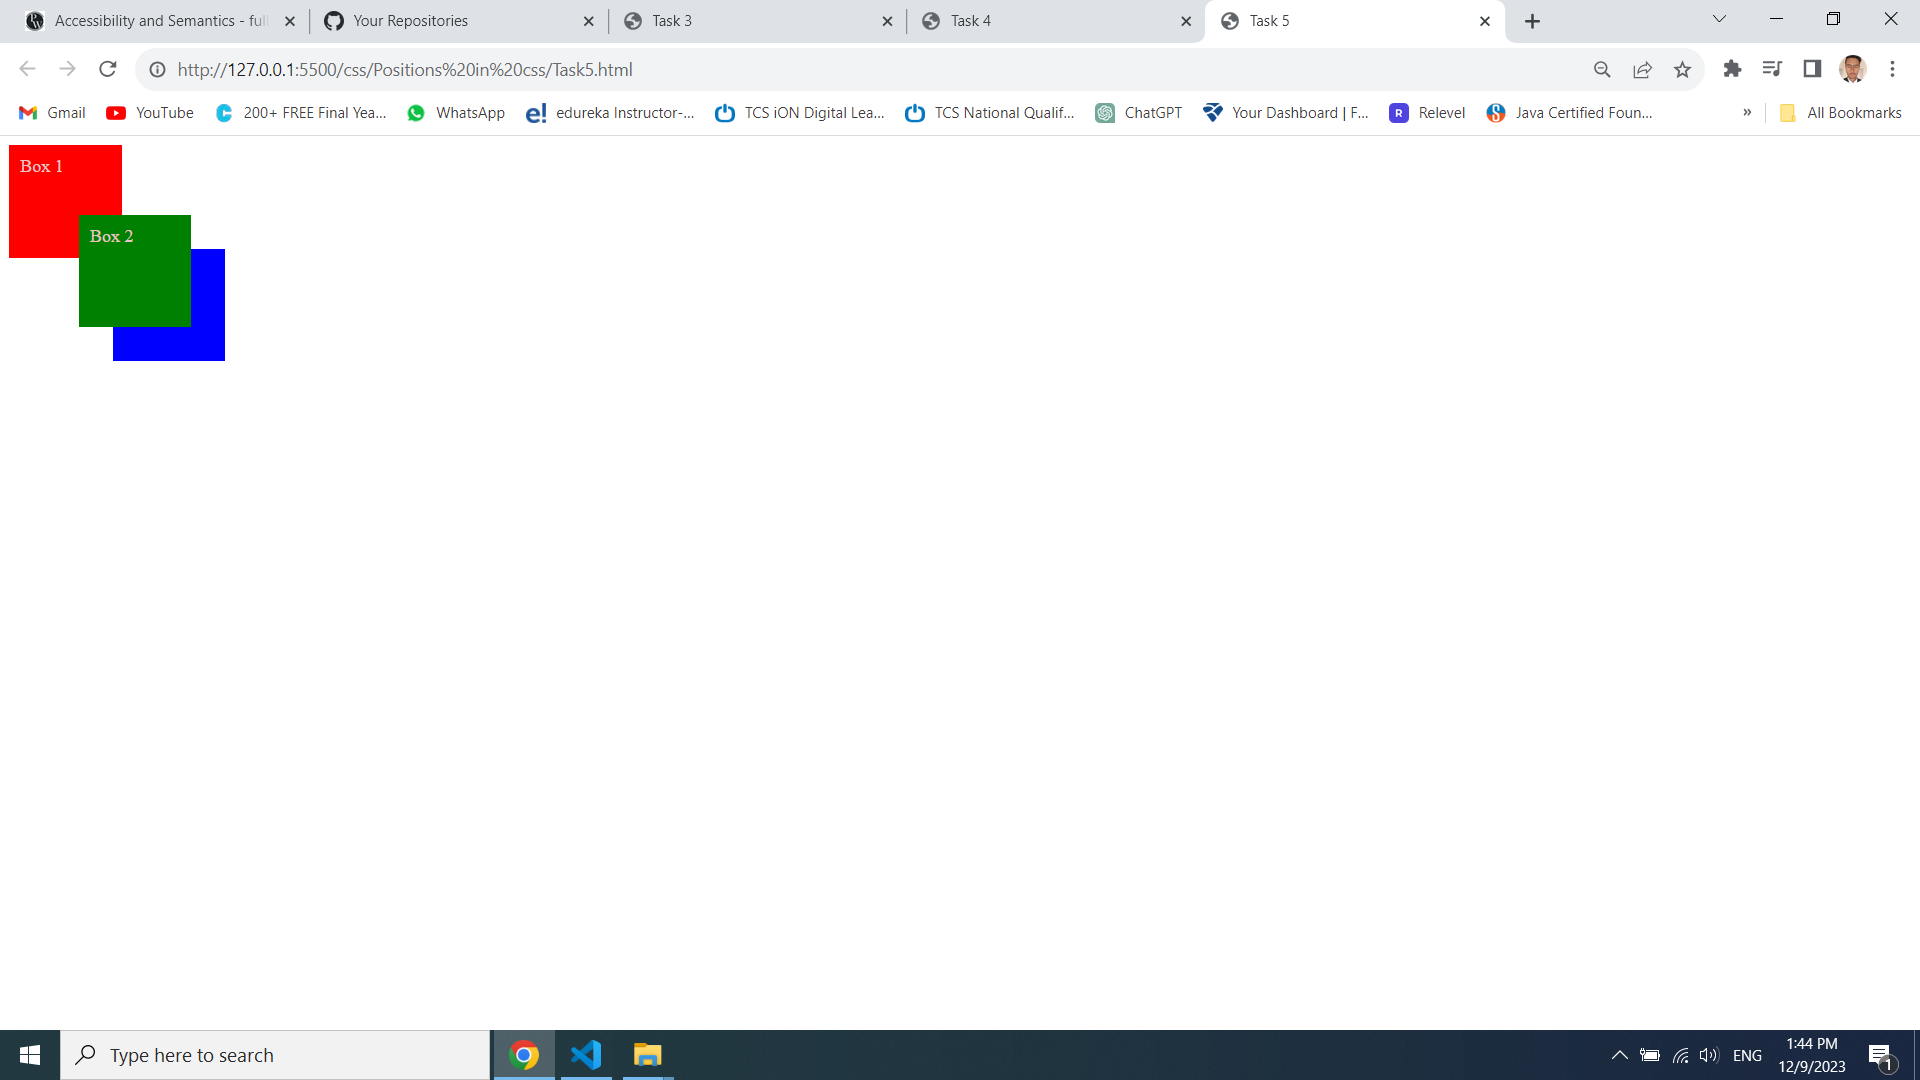 Accessibility and Semantics - full
Your Repositories
Task 3
Task 4
Task 5
http://127.0.0.1:5500/css/Positions%20in%20css/Task5.html
Gmail
YouTube
200+ FREE Final Yea...
WhatsApp
edureka Instructor-...
TCS iON Digital Lea...
TCS National Qualif...
ChatGPT
Your Dashboard | F...
Relevel
Java Certified Foun...
»
All Bookmarks
Box 1
Box 2
Type here to search
ENG
1:44 PM
12/9/2023
1